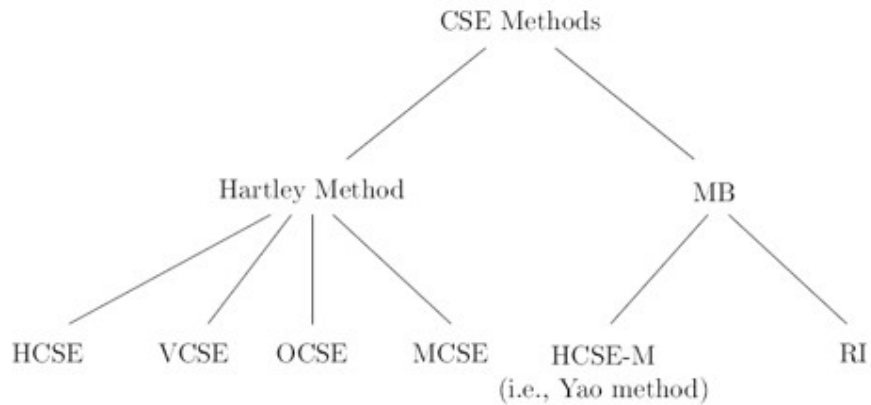 CSE Methods
Hartley Method
MB
HCSE
VCSE
OCSE
MCSE
HCSE-M
(i.e., Yao method)
RI